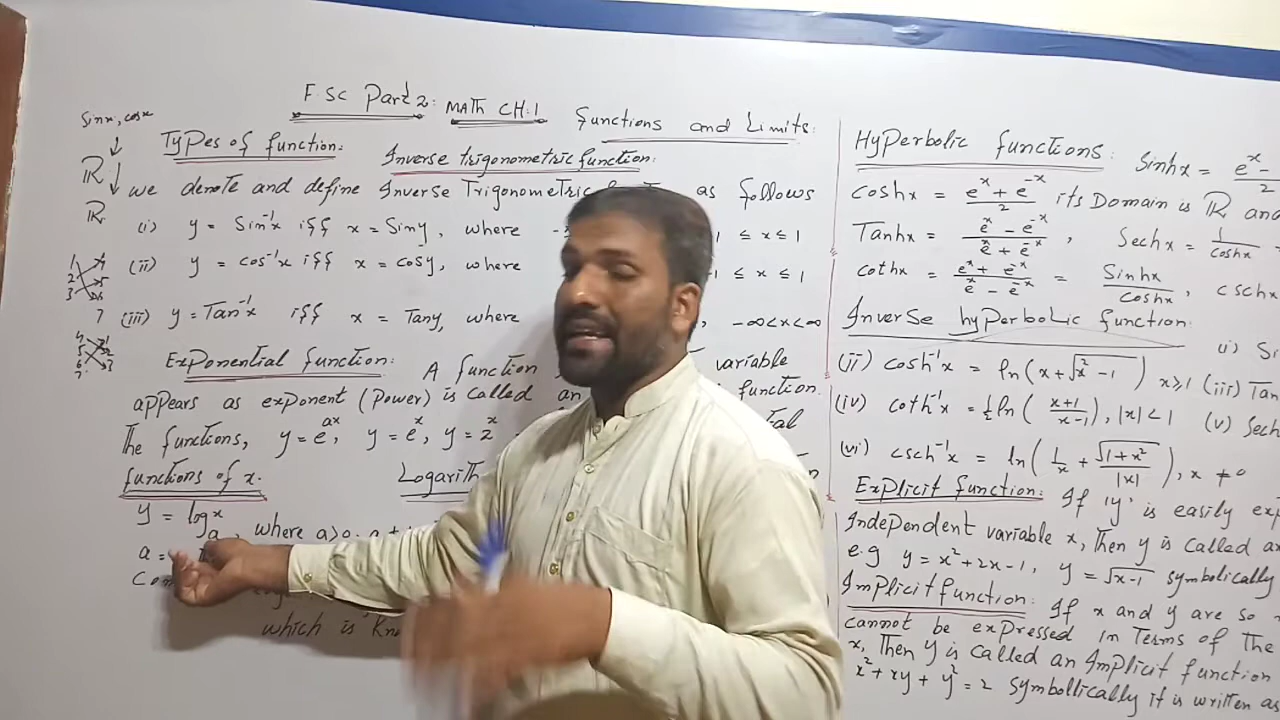 F.SC Part 2: MATH CH:1 Functions and Limits:
Sinx, cosx
Types of function:
Inverse trigonometric function:
ℝ
ℝ
we denote and define Inverse Trigonometric as follows
(i) y = Sin⁻¹x iff x = Siny, where ≤ x ≤ 1
(ii) y = cos⁻¹x iff x = cosy, where 1 ≤ x ≤ 1
(iii) y = Tan⁻¹x iff x = Tany, where , -∞<x<∞
Exponential function: A function variable
appears as exponent (Power) is called an function.
The functions, y = e^ax, y = e^x, y = 2^x
functions of x.
y = log_a x where a>0,
a =
which is
Hyperbolic functions: Sinhx = e^x -
2
coshx = (e^x + e^-x)/2 its Domain is ℝ and
Tanhx = (e^x - e^-x)/(e^x + e^-x), Sechx = 1/coshx
cothx = (e^x + e^-x)/(e^x - e^-x) = Sinhx/Coshx, cschx
Inverse hyperbolic function:
(i)
(ii) cosh⁻¹x = ln(x+√(x²-1)) x≥1 (iii) Tan
(iv) coth⁻¹x = ½ln((x+1)/(x-1)), |x| < 1 (v) Sech
(vi) csch⁻¹x = ln(1/x + √(1+x²)/|x|), x ≠ 0
Explicit function: If 'y' is easily
Independent variable x, Then y is called
e.g y = x²+2x-1, y = √(x-1) symbolically
Implicit function: If x and y are so
cannot be expressed in Terms of The
x, Then y is called an Implicit function
x²+xy+y²=2 symbollically it is written as